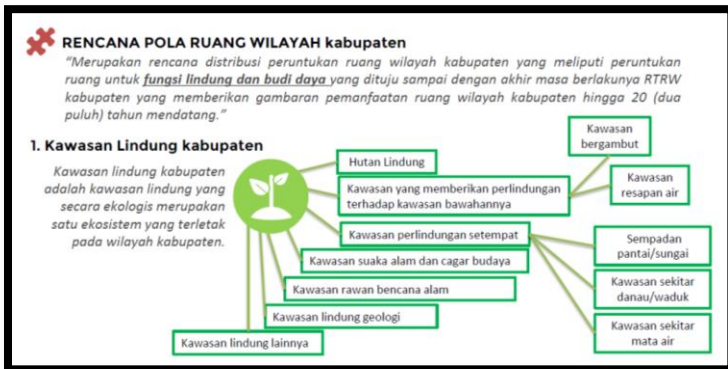 RENCANA POLA RUANG WILAYAH kabupaten
"Merupakan rencana distribusi peruntukan ruang wilayah kabupaten yang meliputi peruntukan
ruang untuk fungsi lindung dan budi daya yang dituju sampai dengan akhir masa berlakunya RTRW
kabupaten yang memberikan gambaran pemanfaatan ruang wilayah kabupaten hingga 20 (dua
puluh) tahun mendatang."
1. Kawasan Lindung kabupaten
Kawasan lindung kabupaten
adalah kawasan lindung yang
secara ekologis merupakan
satu ekosistem yang terletak
pada wilayah kabupaten.
Hutan Lindung
Kawasan yang memberikan perlindungan
terhadap kawasan bawahannya
Kawasan
bergambut
Kawasan
resapan air
Kawasan perlindungan setempat
Sempadan
pantai/sungai
Kawasan sekitar
danau/waduk
Kawasan sekitar
mata air
Kawasan suaka alam dan cagar budaya
Kawasan rawan bencana alam
Kawasan lindung geologi
Kawasan lindung lainnya